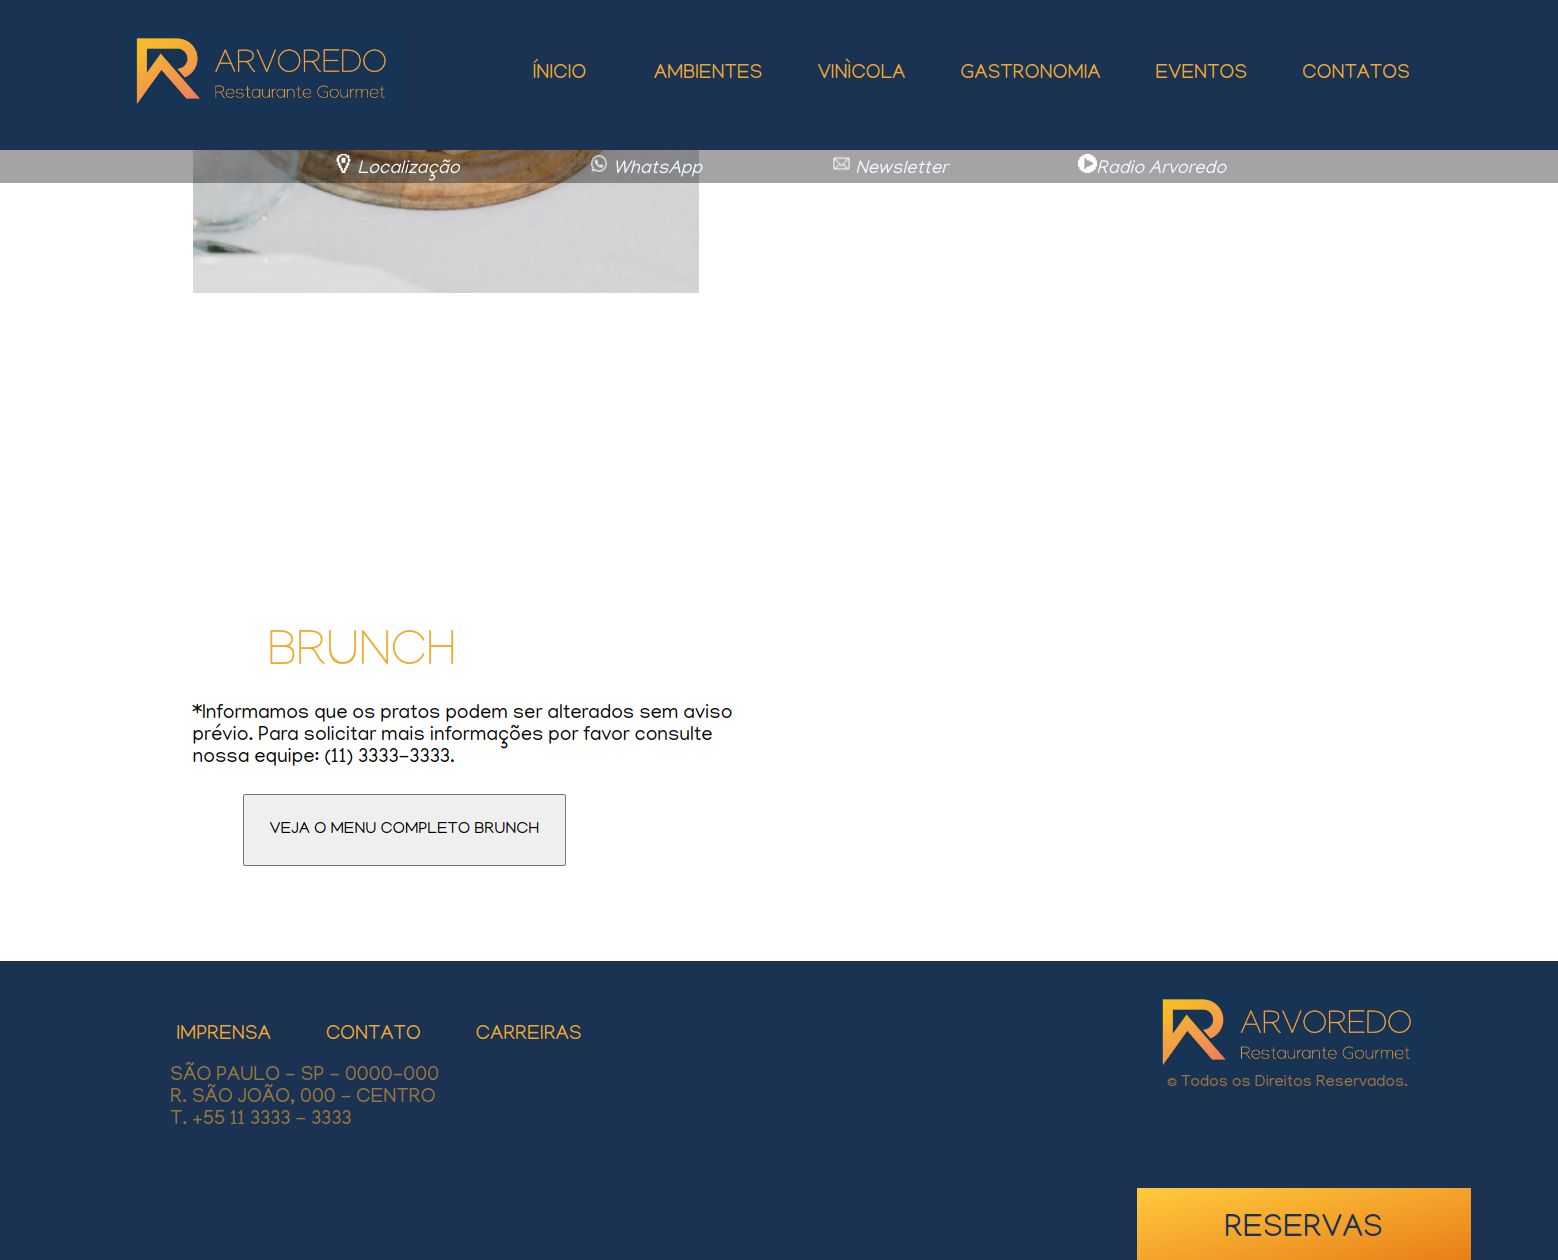 ARVOREDO
Restaurante Gourmet
ÍNICIO AMBIENTES VINÌCOLA GASTRONOMIA EVENTOS CONTATOS
Localização WhatsApp Newsletter Radio Arvoredo
BRUNCH
*Informamos que os pratos podem ser alterados sem aviso
prévio. Para solicitar mais informações por favor consulte
nossa equipe: (11) 3333-3333.
VEJA O MENU COMPLETO BRUNCH
IMPRENSA CONTATO CARREIRAS
SÃO PAULO - SP - 0000-000
R. SÃO JOÃO, 000 - CENTRO
T. +55 11 3333 - 3333
ARVOREDO
Restaurante Gourmet
© Todos os Direitos Reservados.
RESERVAS